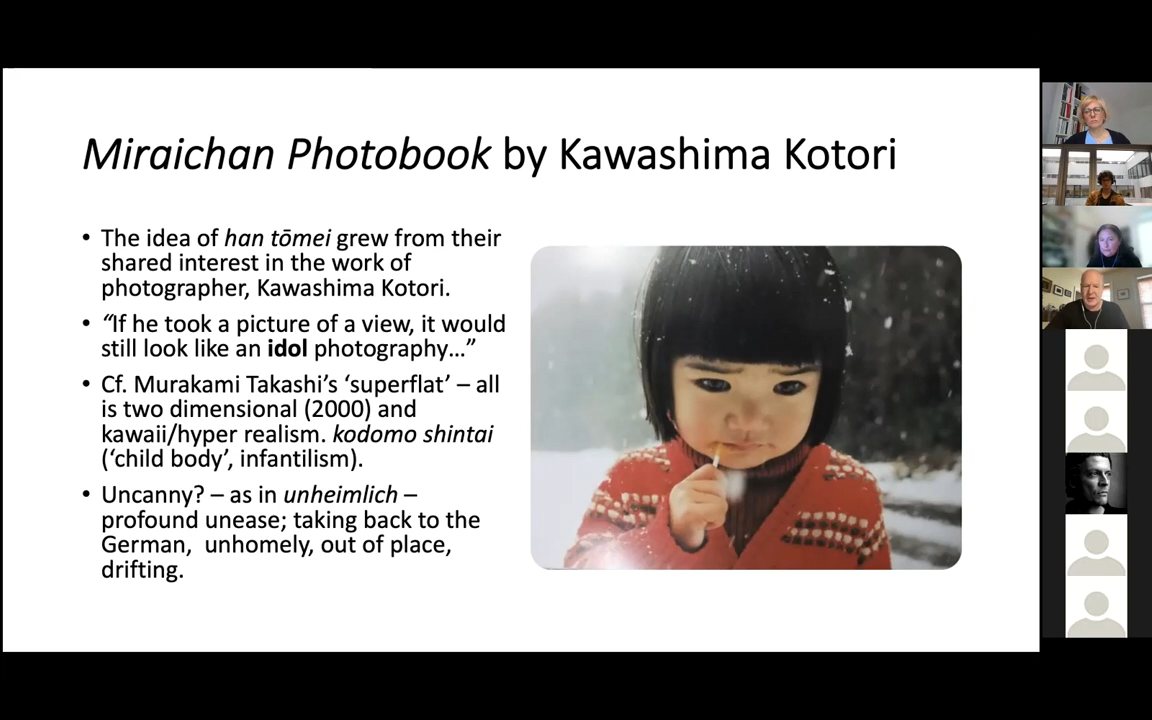 Miraichan Photobook by Kawashima Kotori
• The idea of han tōmei grew from their
shared interest in the work of
photographer, Kawashima Kotori.
• “If he took a picture of a view, it would
still look like an idol photography…”
• Cf. Murakami Takashi’s ‘superflat’ – all
is two dimensional (2000) and
kawaii/hyper realism. kodomo shintai
(‘child body’, infantilism).
• Uncanny? – as in unheimlich –
profound unease; taking back to the
German,  unhomely, out of place,
drifting.